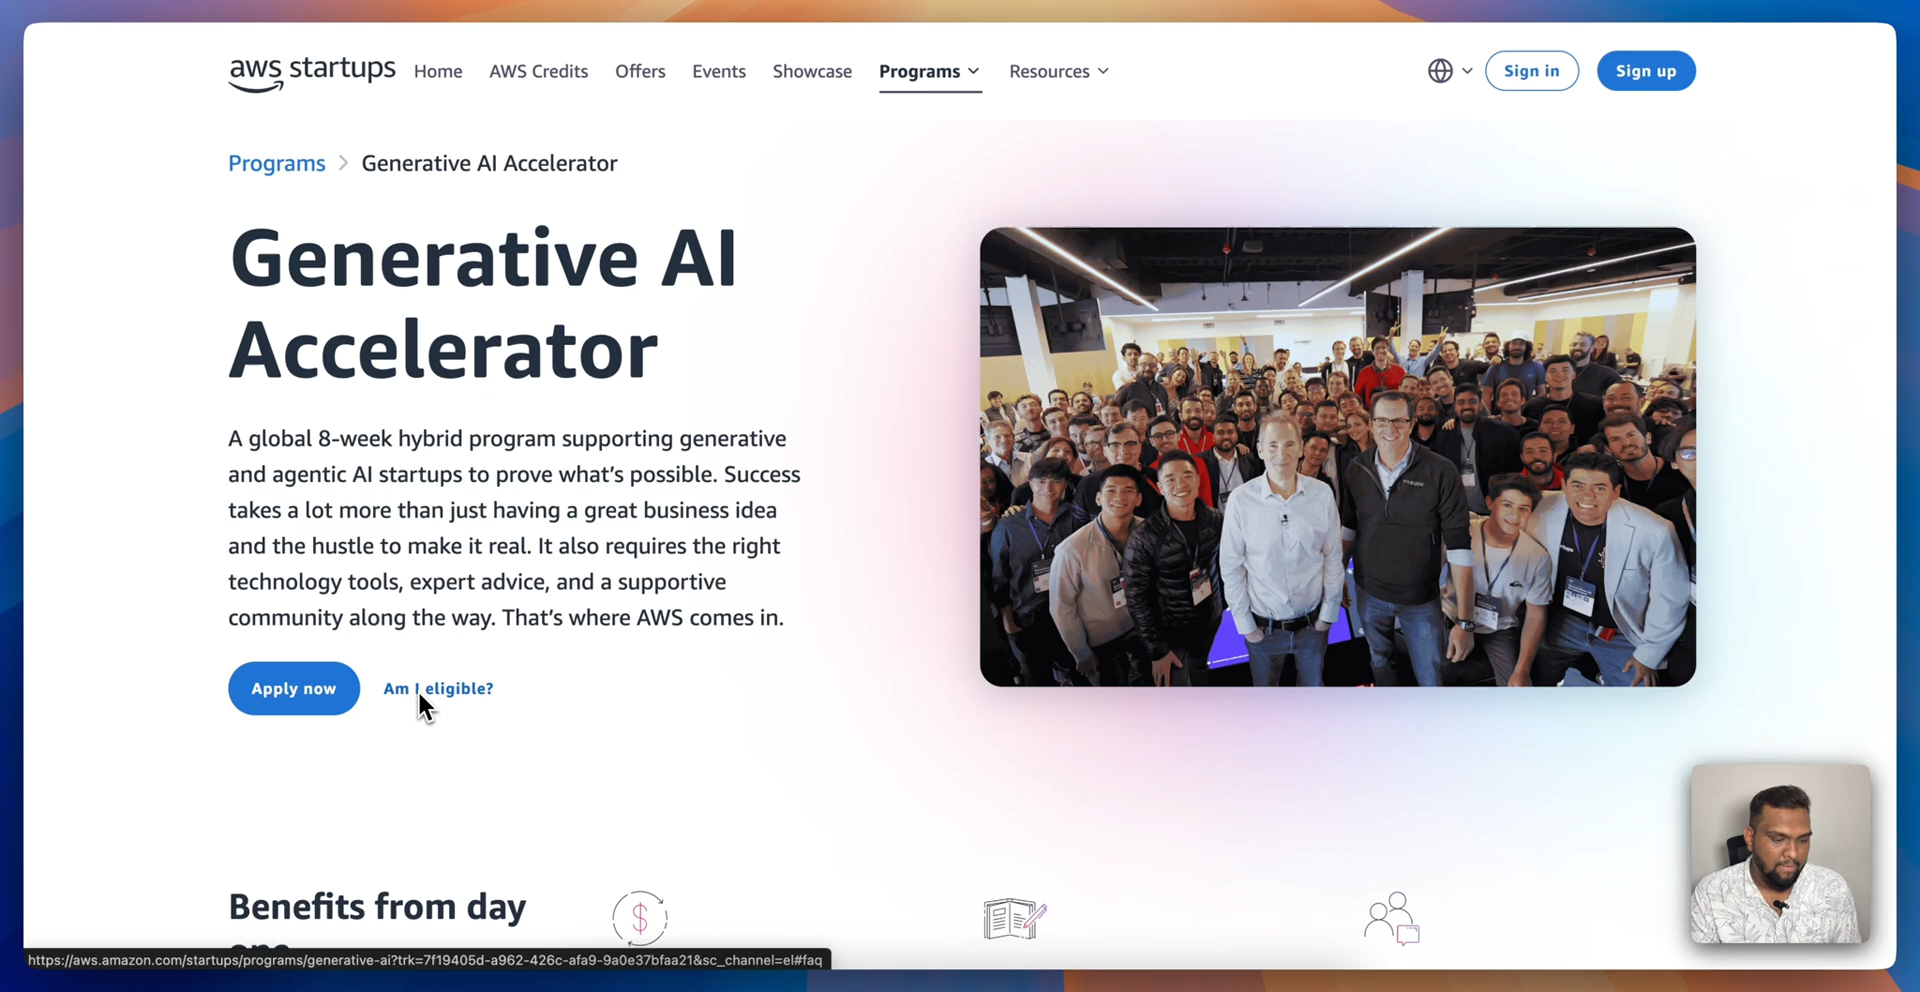 aws startups
Home
AWS Credits
Offers
Events
Showcase
Programs
Resources
Sign in
Sign up
Programs > Generative AI Accelerator
Generative AI
Accelerator
A global 8-week hybrid program supporting generative
and agentic AI startups to prove what’s possible. Success
takes a lot more than just having a great business idea
and the hustle to make it real. It also requires the right
technology tools, expert advice, and a supportive
community along the way. That’s where AWS comes in.
Apply now
Am I eligible?
Benefits from day
one
https://aws.amazon.com/startups/programs/generative-ai?trk=7f19405d-a962-426c-afa9-9a0e37bfaa21&sc_channel=el#faq